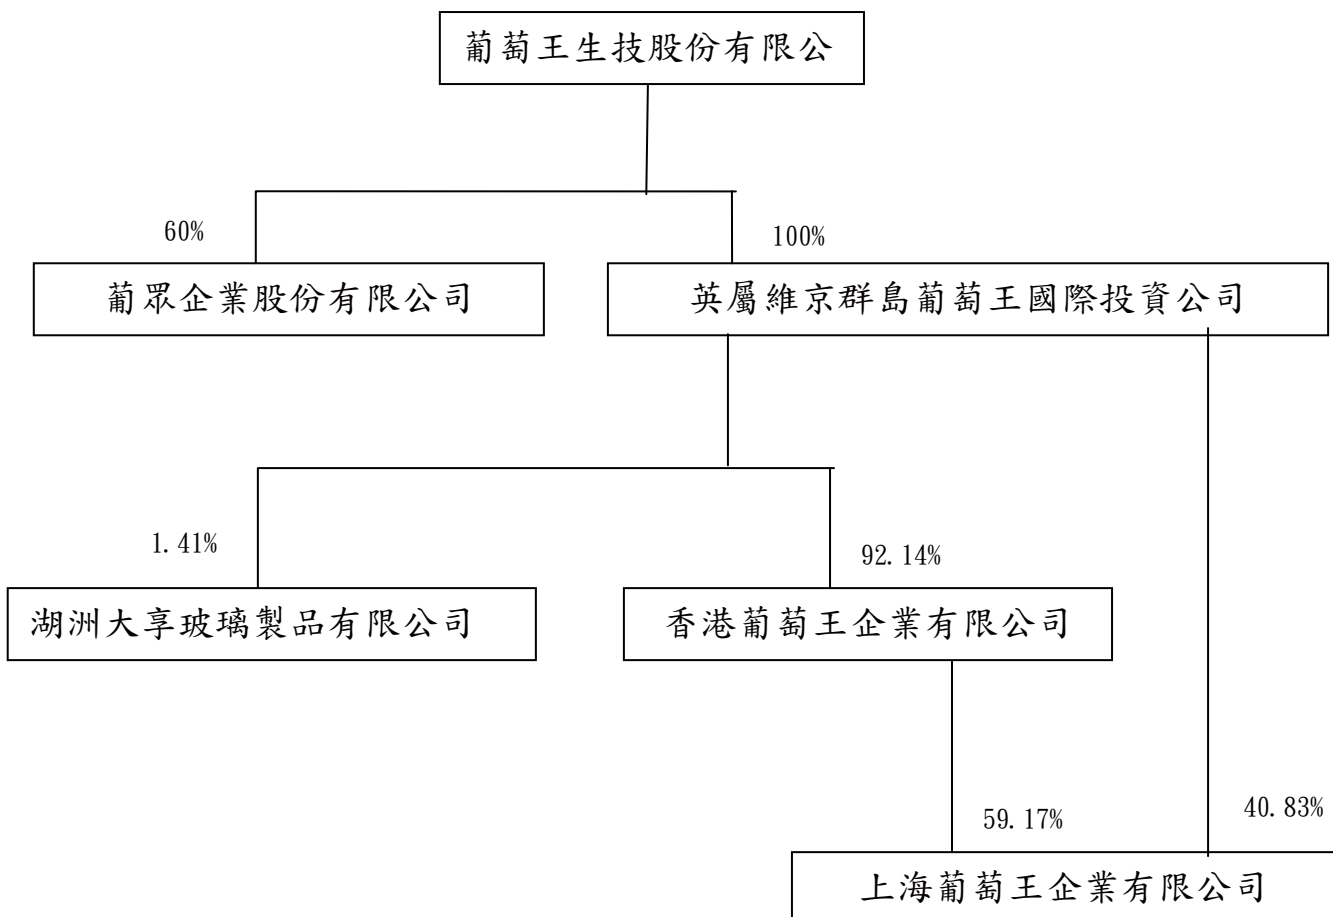 葡萄王生技股份有限公
60%
100%
葡眾企業股份有限公司
英屬維京群島葡萄王國際投資公司
1.41%
92.14%
湖洲大享玻璃製品有限公司
香港葡萄王企業有限公司
59.17%
40.83%
上海葡萄王企業有限公司